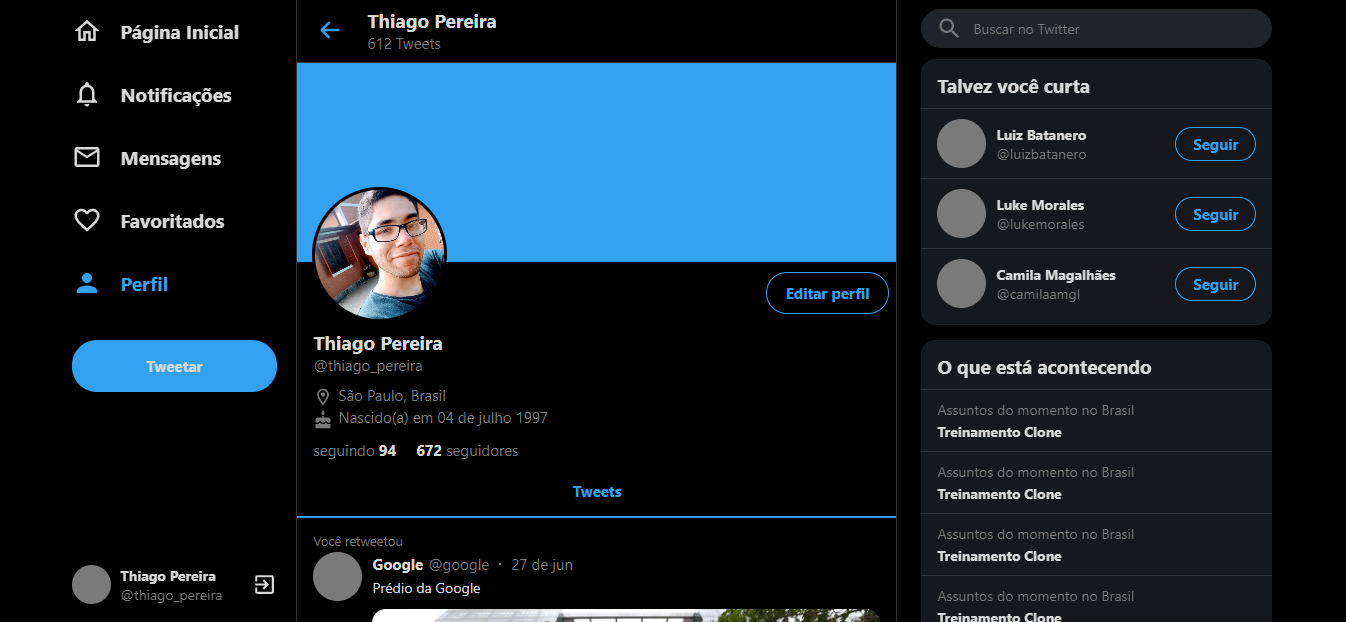 Página Inicial
Notificações
Mensagens
Favoritados
Perfil
Tweetar
Thiago Pereira
@thiago_pereira
Thiago Pereira
612 Tweets
Editar perfil
Thiago Pereira
@thiago_pereira
São Paulo, Brasil
Nascido(a) em 04 de julho 1997
seguindo 94 672 seguidores
Tweets
Você retweetou
Google @google · 27 de jun
Prédio da Google
Buscar no Twitter
Talvez você curta
Luiz Batanero
@luizbatanero
Seguir
Luke Morales
@lukemorales
Seguir
Camila Magalhães
@camilaamgl
Seguir
O que está acontecendo
Assuntos do momento no Brasil
Treinamento Clone
Assuntos do momento no Brasil
Treinamento Clone
Assuntos do momento no Brasil
Treinamento Clone
Assuntos do momento no Brasil
Treinamento Clone